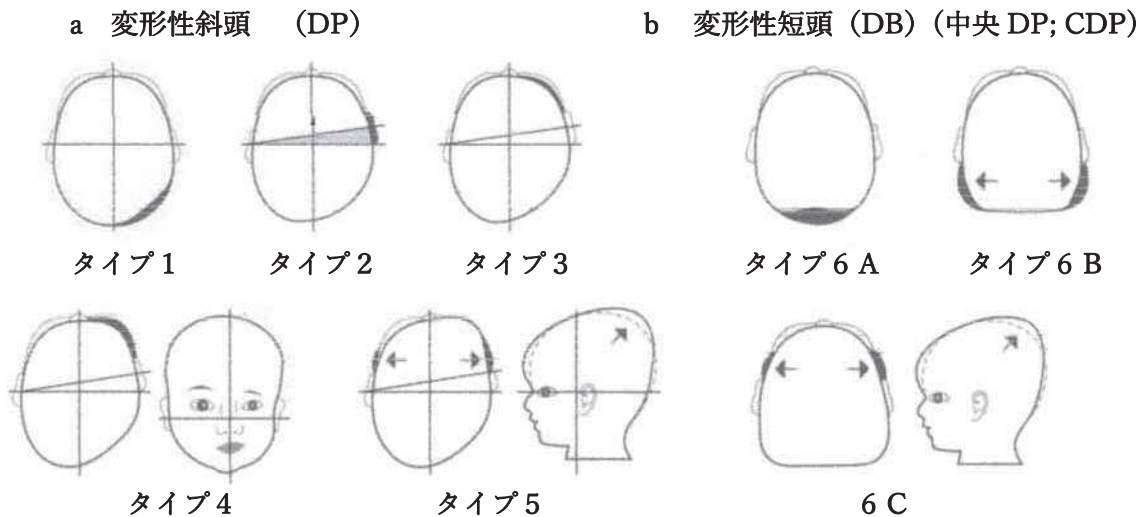 a 変形性斜頭 （DP）
b 変形性短頭（DB）（中央 DP; CDP）
タイプ1
タイプ2
タイプ3
タイプ6 A
タイプ6 B
タイプ4
タイプ5
6 C